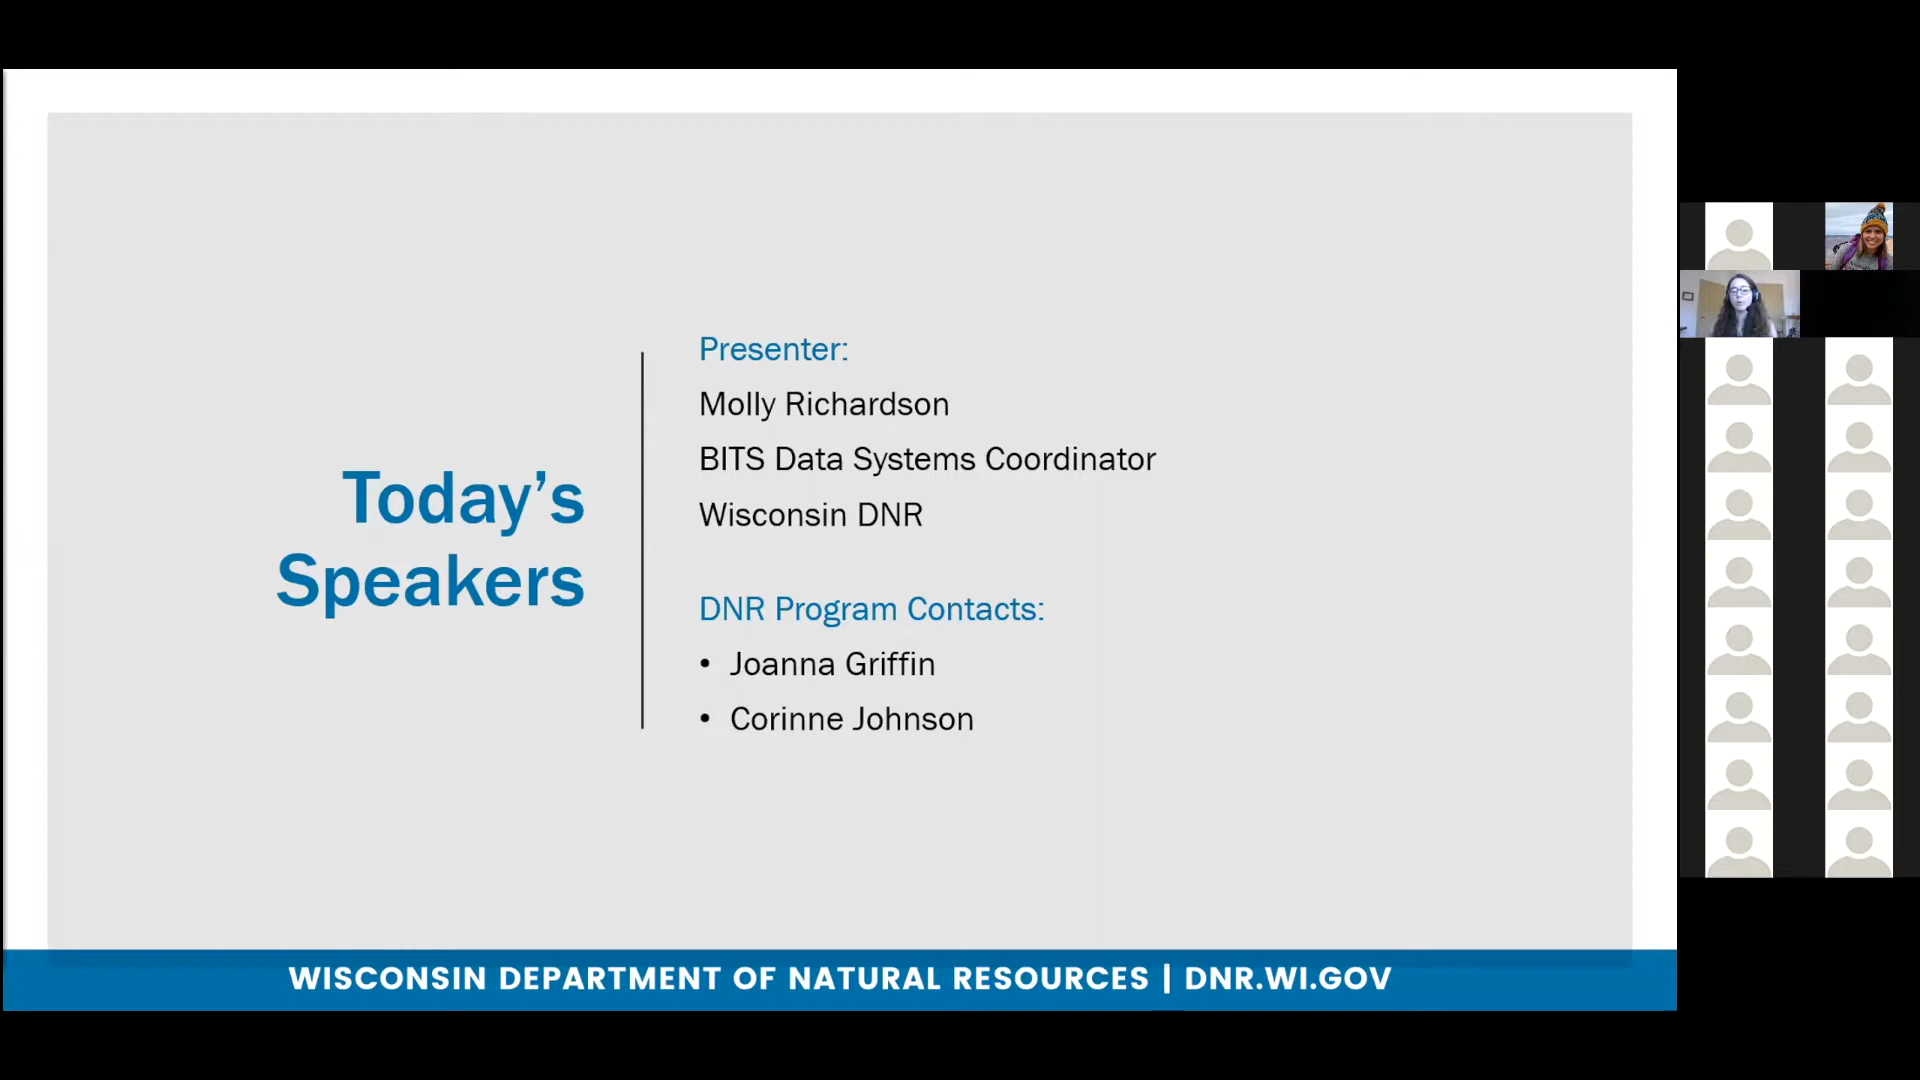 Today’s
Speakers
Presenter:
Molly Richardson
BITS Data Systems Coordinator
Wisconsin DNR
DNR Program Contacts:
• Joanna Griffin
• Corinne Johnson
WISCONSIN DEPARTMENT OF NATURAL RESOURCES | DNR.WI.GOV